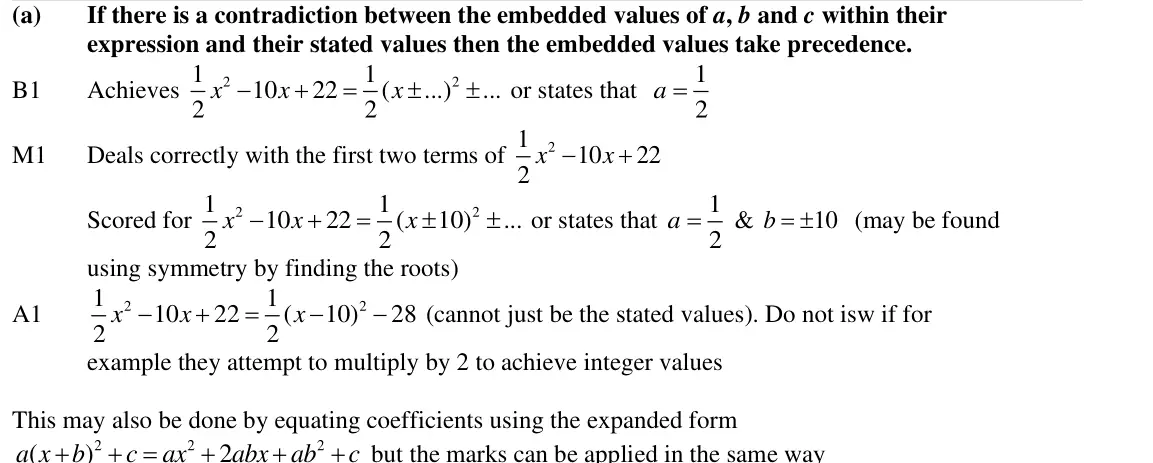 (a) If there is a contradiction between the embedded values of a, b and c within their
expression and their stated values then the embedded values take precedence.
B1 Achieves 1/2 x² − 10x + 22 = 1/2 (x ± ...)² ± ... or states that a = 1/2
M1 Deals correctly with the first two terms of 1/2 x² − 10x + 22
Scored for 1/2 x² − 10x + 22 = 1/2 (x ± 10)² ± ... or states that a = 1/2 & b = ±10 (may be found
using symmetry by finding the roots)
A1 1/2 x² − 10x + 22 = 1/2 (x − 10)² − 28 (cannot just be the stated values). Do not isw if for
example they attempt to multiply by 2 to achieve integer values
This may also be done by equating coefficients using the expanded form
a(x + b)² + c = ax² + 2abx + ab² + c but the marks can be applied in the same way